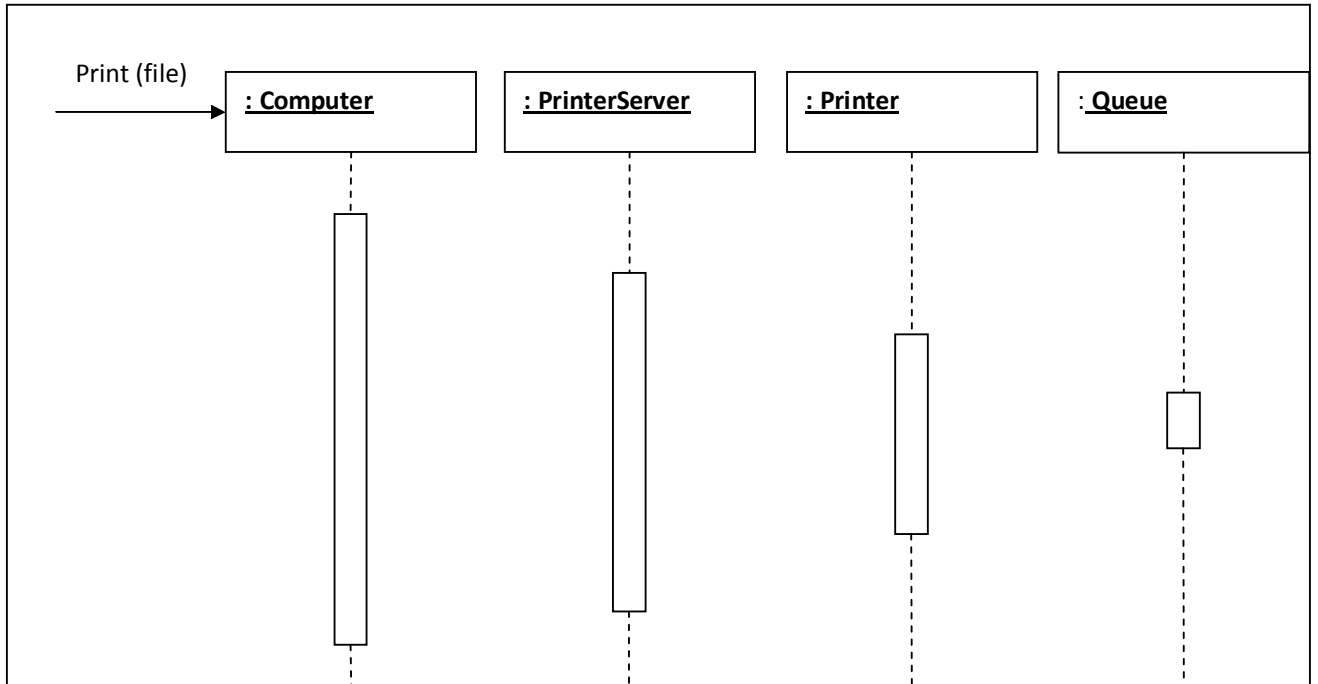 Print (file)
: Computer
: PrinterServer
: Printer
: Queue